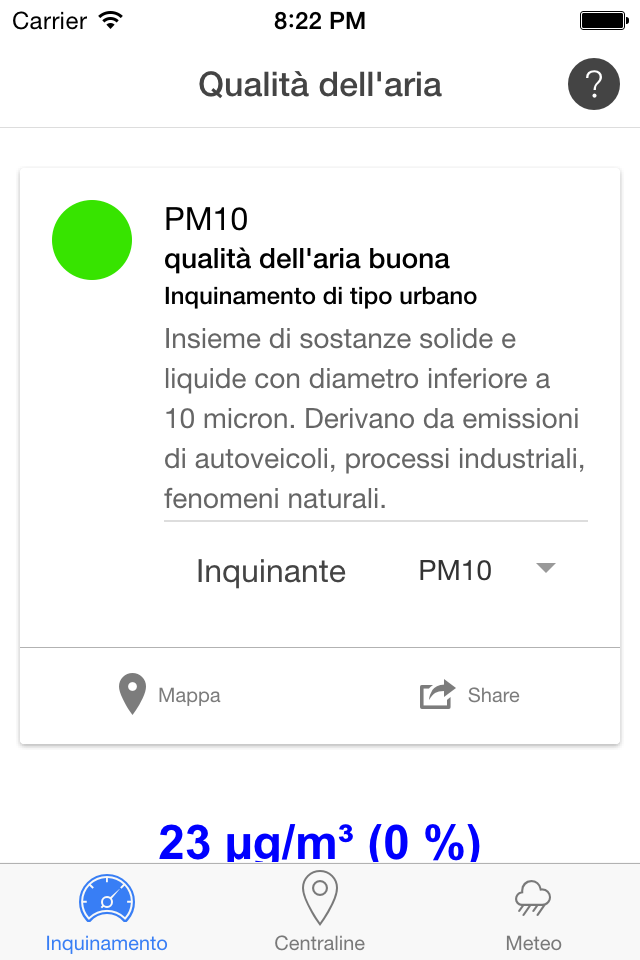 Carrier 8:22 PM
Qualità dell'aria ?
PM10
qualità dell'aria buona
Inquinamento di tipo urbano
Insieme di sostanze solide e
liquide con diametro inferiore a
10 micron. Derivano da emissioni
di autoveicoli, processi industriali,
fenomeni naturali.
Inquinante PM10
Mappa Share
23 µg/m³ (0 %)
Inquinamento Centraline Meteo